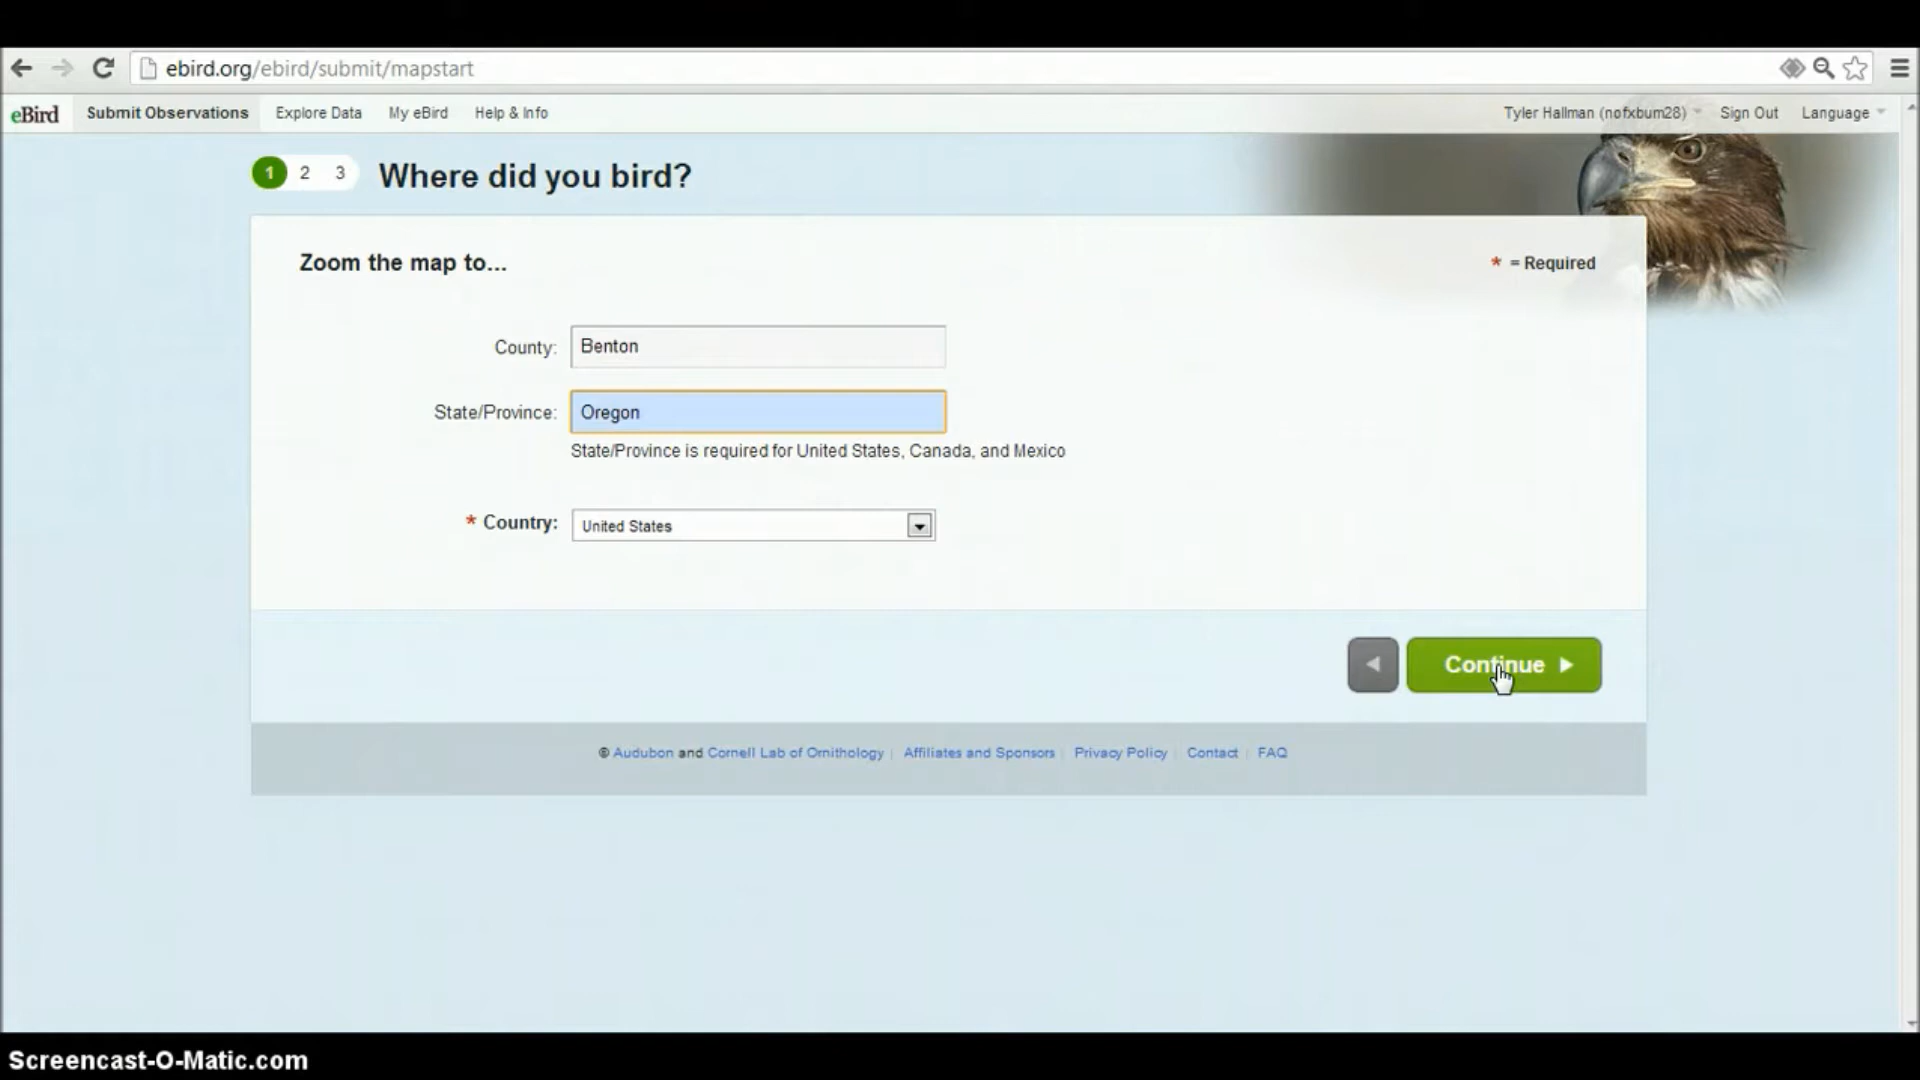 ebird.org/ebird/submit/mapstart
eBird Submit Observations Explore Data My eBird Help & Info Tyler Hallman (nofxbum28) Sign Out Language
1 2 3 Where did you bird?
Zoom the map to...
* = Required
County: Benton
State/Province: Oregon
State/Province is required for United States, Canada, and Mexico
* Country: United States
Continue
© Audubon and Cornell Lab of Ornithology | Affiliates and Sponsors | Privacy Policy | Contact | FAQ
Screencast-O-Matic.com